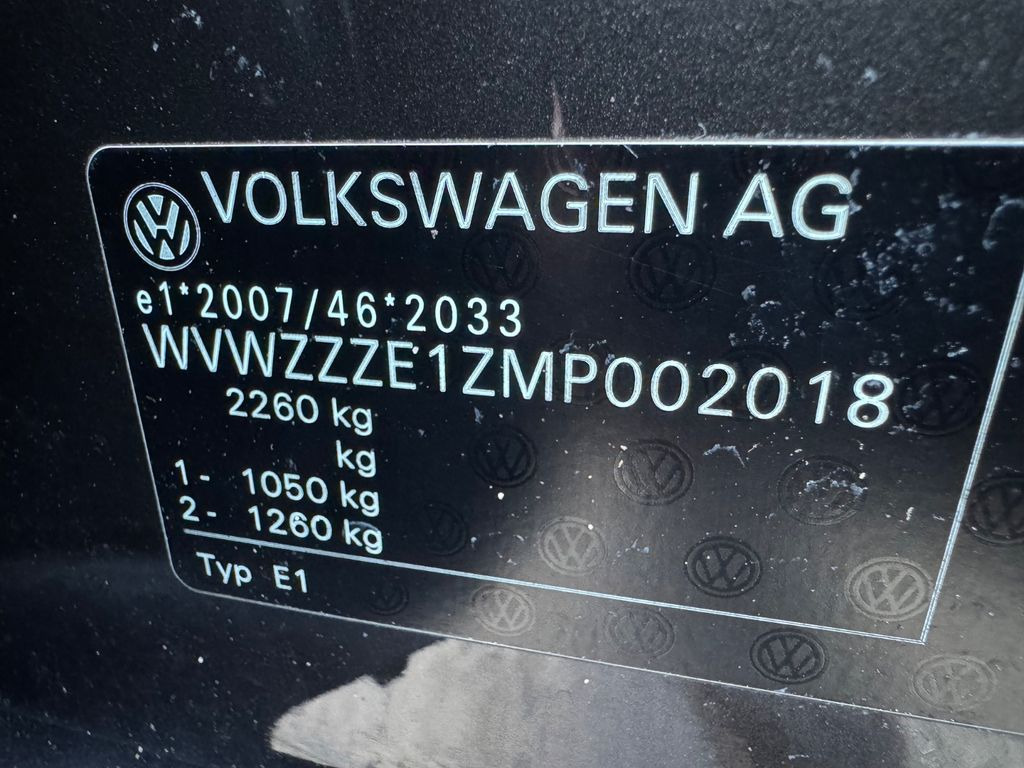 VOLKSWAGEN AG
e1*2007/46*2033
WVWZZZE1ZMP002018
2260 kg
kg
1- 1050 kg
2- 1260 kg
Typ E1